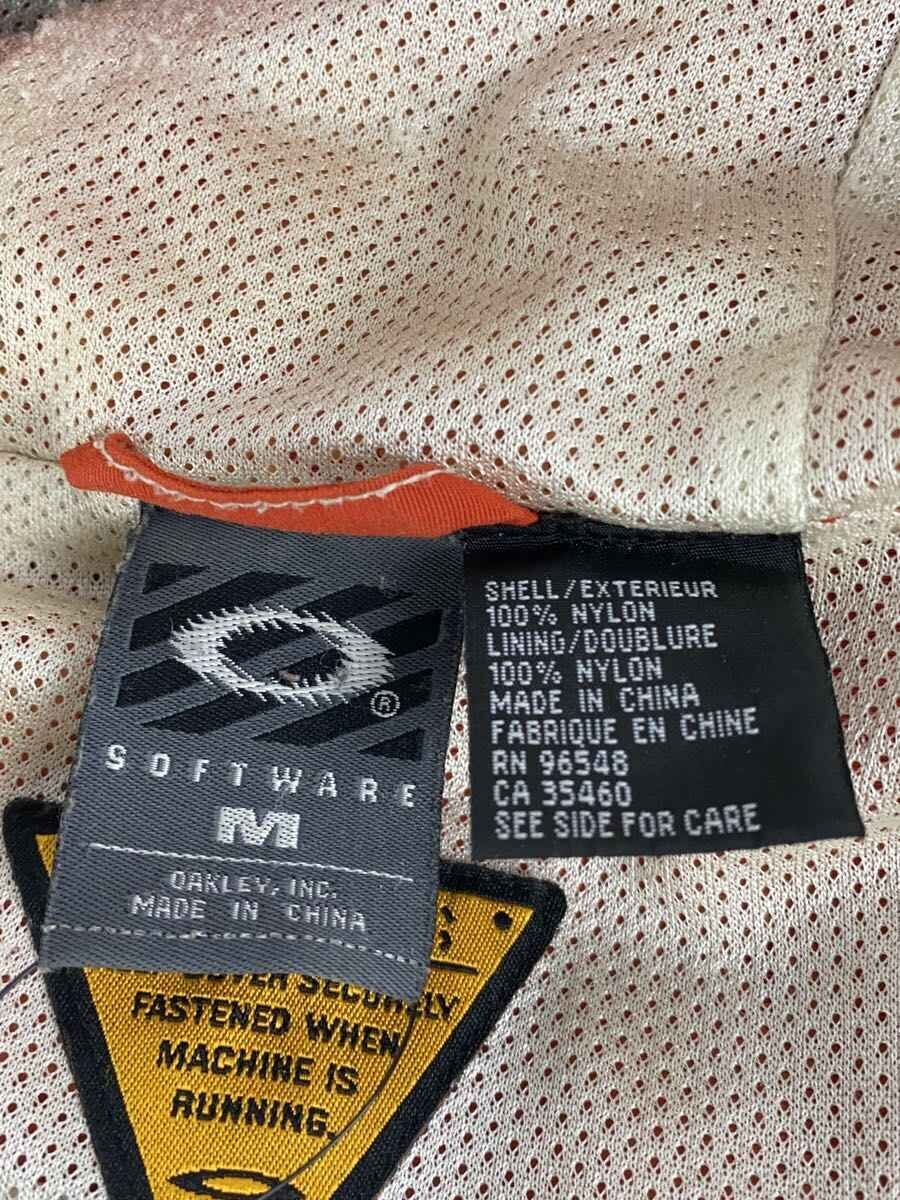 ®
SOFTWARE
M
OAKLEY, INC.
MADE IN CHINA
SHELL/EXTERIEUR
100% NYLON
LINING/DOUBLURE
100% NYLON
MADE IN CHINA
FABRIQUE EN CHINE
RN 96548
CA 35460
SEE SIDE FOR CARE
SECURELY
FASTENED WHEN
MACHINE IS
RUNNING.